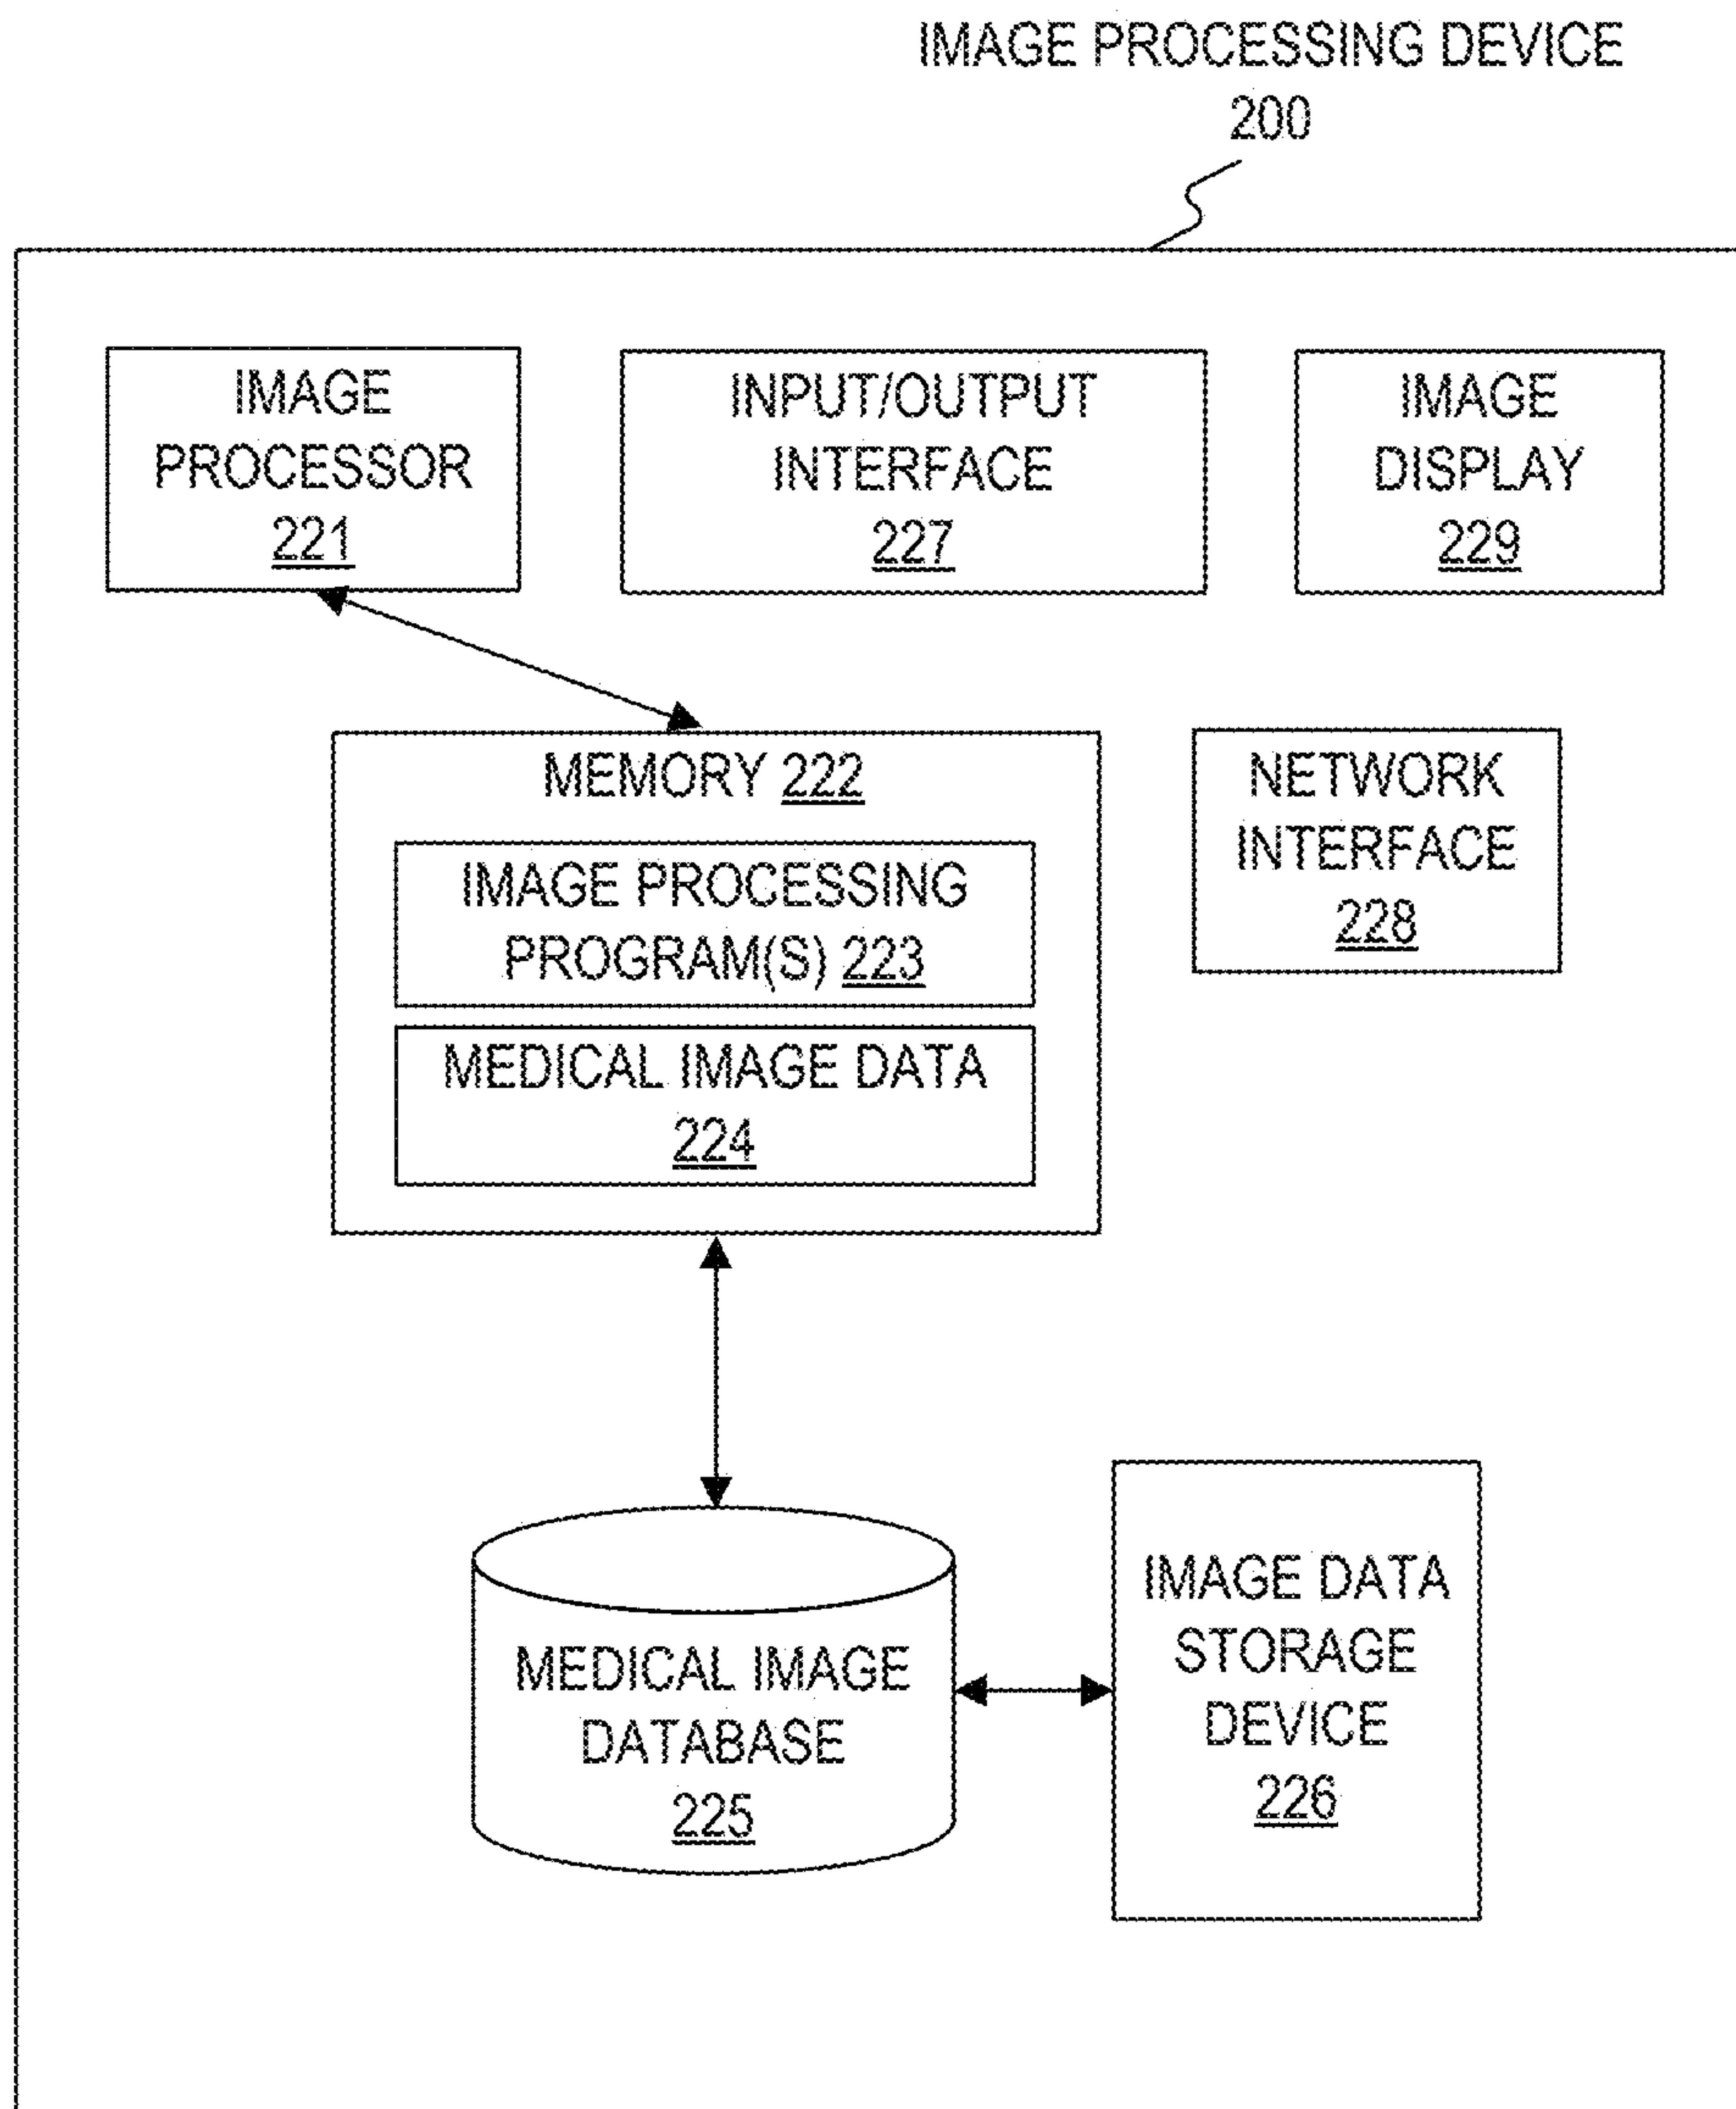 IMAGE PROCESSING DEVICE
200
IMAGE
PROCESSOR
221
INPUT/OUTPUT
INTERFACE
227
IMAGE
DISPLAY
229
MEMORY 222
IMAGE PROCESSING
PROGRAM(S) 223
MEDICAL IMAGE DATA
224
NETWORK
INTERFACE
228
MEDICAL IMAGE
DATABASE
225
IMAGE DATA
STORAGE
DEVICE
226